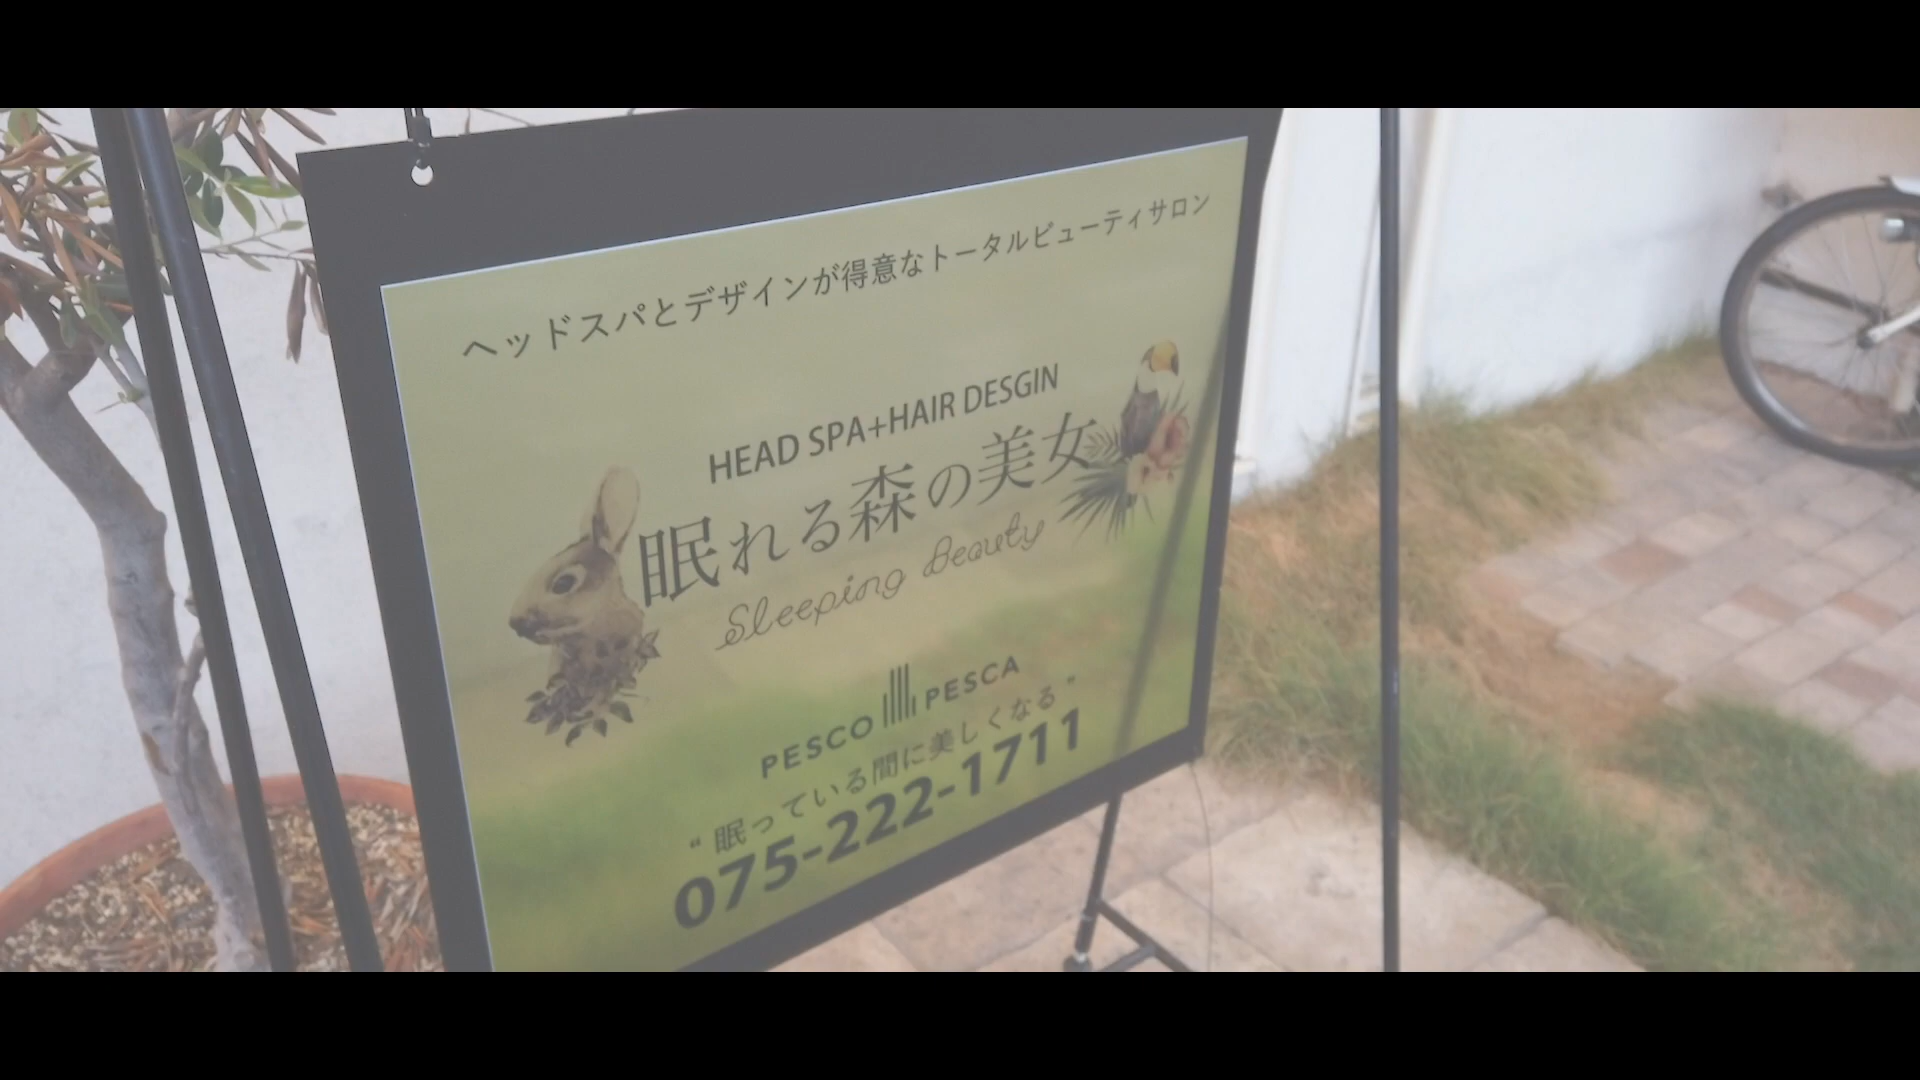 ヘッドスパとデザインが得意なトータルビューティサロン
HEAD SPA+HAIR DESGIN
眠れる森の美女
Sleeping Beauty
PESCO PESCA
“ 眠っている間に美しくなる ”
075-222-1711